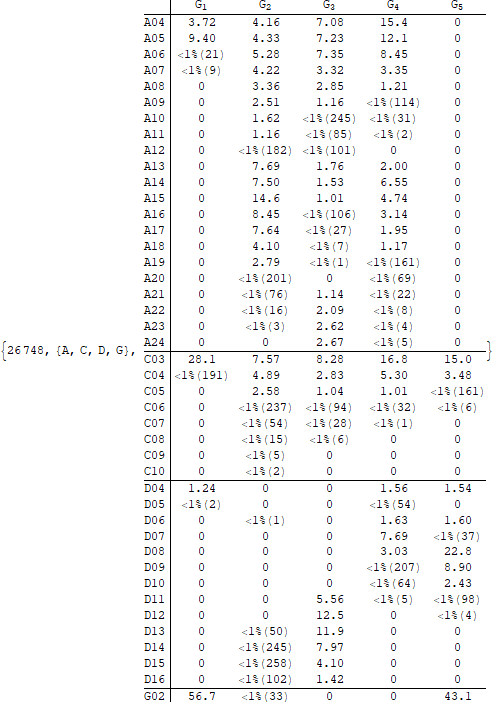 G1 G2 G3 G4 G5
A04 3.72 4.16 7.08 15.4 0
A05 9.40 4.33 7.23 12.1 0
A06 <1%(21) 5.28 7.35 8.45 0
A07 <1%(9) 4.22 3.32 3.35 0
A08 0 3.36 2.85 1.21 0
A09 0 2.51 1.16 <1%(114) 0
A10 0 1.62 <1%(245) <1%(31) 0
A11 0 1.16 <1%(85) <1%(2) 0
A12 0 <1%(182) <1%(101) 0 0
A13 0 7.69 1.76 2.00 0
A14 0 7.50 1.53 6.55 0
A15 0 14.6 1.01 4.74 0
A16 0 8.45 <1%(106) 3.14 0
A17 0 7.64 <1%(27) 1.95 0
A18 0 4.10 <1%(7) 1.17 0
A19 0 2.79 <1%(1) <1%(161) 0
A20 0 <1%(201) 0 <1%(69) 0
A21 0 <1%(76) 1.14 <1%(22) 0
A22 0 <1%(16) 2.09 <1%(8) 0
A23 0 <1%(3) 2.62 <1%(4) 0
A24 0 0 2.67 <1%(5) 0
{26748, {A, C, D, G}, }
C03 28.1 7.57 8.28 16.8 15.0
C04 <1%(191) 4.89 2.83 5.30 3.48
C05 0 2.58 1.04 1.01 <1%(161)
C06 0 <1%(237) <1%(94) <1%(32) <1%(6)
C07 0 <1%(54) <1%(28) <1%(1) 0
C08 0 <1%(15) <1%(6) 0 0
C09 0 <1%(5) 0 0 0
C10 0 <1%(2) 0 0 0
D04 1.24 0 0 1.56 1.54
D05 <1%(2) 0 0 <1%(54) 0
D06 0 <1%(1) 0 1.63 1.60
D07 0 0 0 7.69 <1%(37)
D08 0 0 0 3.03 22.8
D09 0 0 0 <1%(207) 8.90
D10 0 0 0 <1%(64) 2.43
D11 0 0 5.56 <1%(5) <1%(98)
D12 0 0 12.5 0 <1%(4)
D13 0 <1%(50) 11.9 0 0
D14 0 <1%(245) 7.97 0 0
D15 0 <1%(258) 4.10 0 0
D16 0 <1%(102) 1.42 0 0
G02 56.7 <1%(33) 0 0 43.1